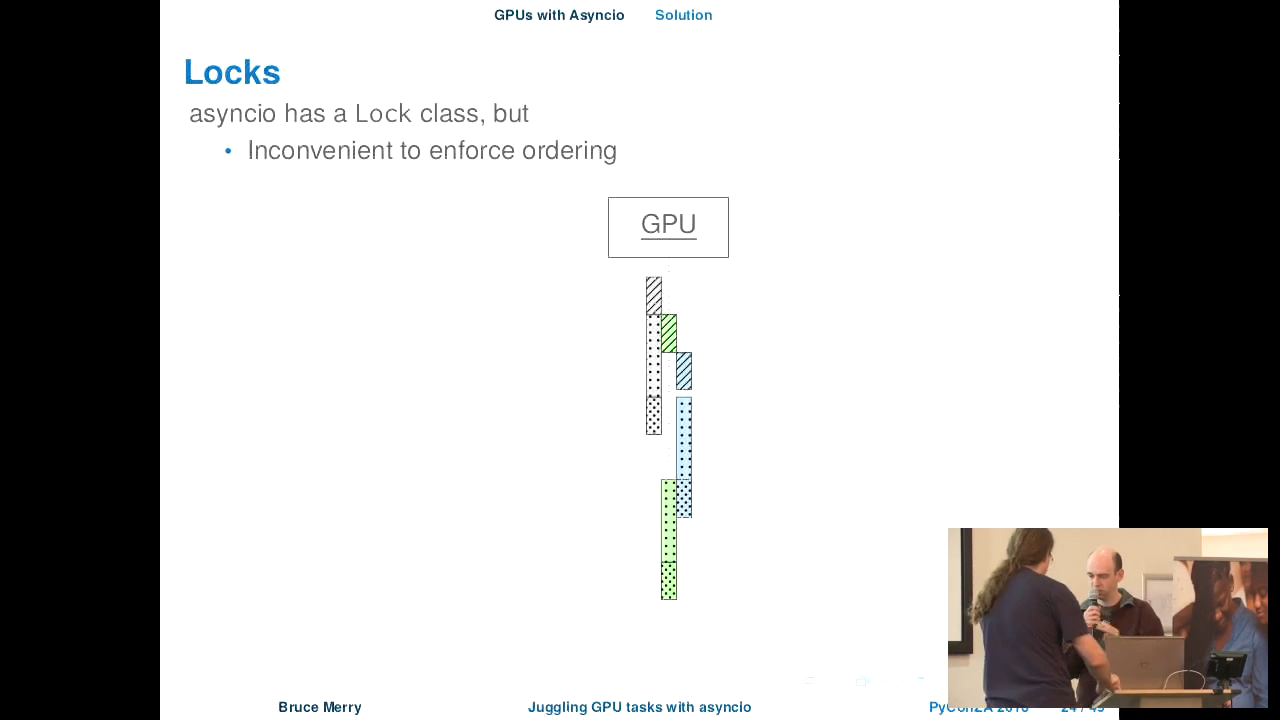 GPUs with Asyncio Solution
Locks
asyncio has a Lock class, but
• Inconvenient to enforce ordering
GPU
Bruce Merry Juggling GPU tasks with asyncio